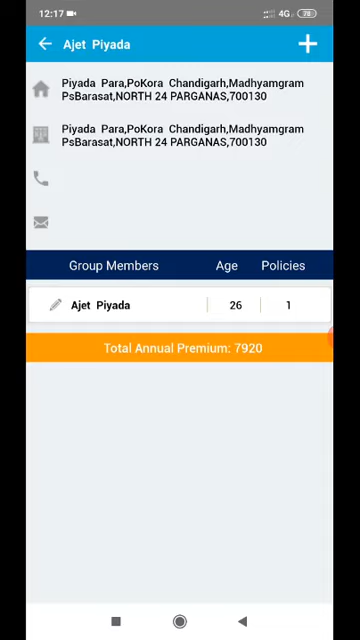 12:17
4G
78
Ajet Piyada
Piyada Para,PoKora Chandigarh,Madhyamgram
PsBarasat,NORTH 24 PARGANAS,700130
Piyada Para,PoKora Chandigarh,Madhyamgram
PsBarasat,NORTH 24 PARGANAS,700130
Group Members Age Policies
Ajet Piyada 26 1
Total Annual Premium: 7920